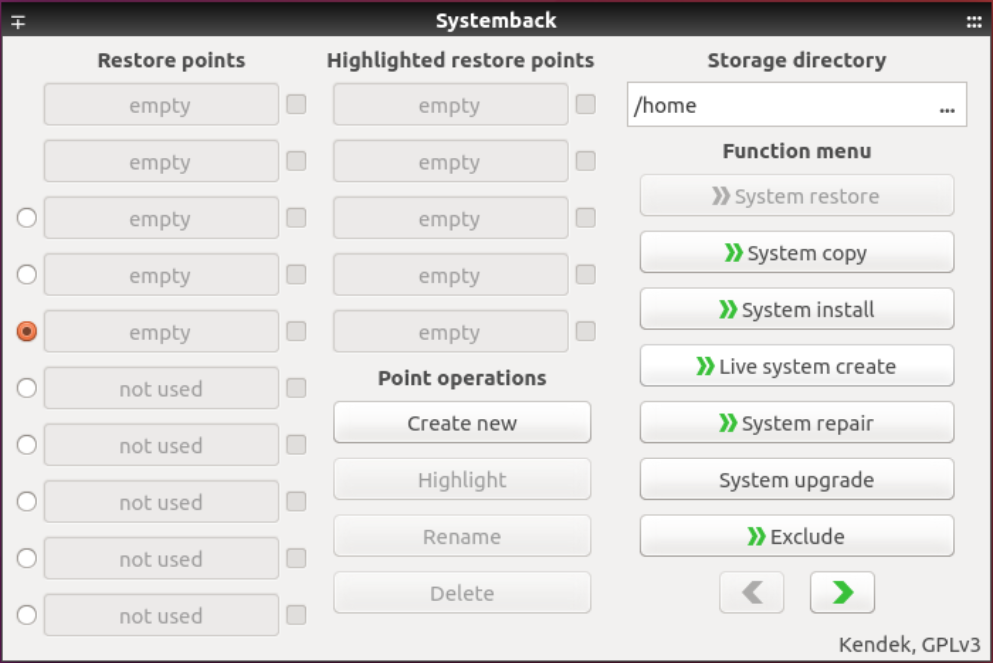 Systemback
Restore points
empty
empty
empty
empty
empty
not used
not used
not used
not used
not used
Highlighted restore points
empty
empty
empty
empty
empty
Point operations
Create new
Highlight
Rename
Delete
Storage directory
/home ...
Function menu
System restore
System copy
System install
Live system create
System repair
System upgrade
Exclude
Kendek, GPLv3